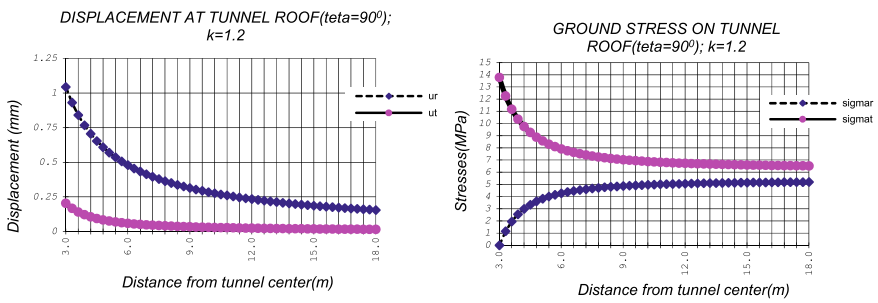 DISPLACEMENT AT TUNNEL ROOF(teta=90⁰);
k=1.2
1.25
1
0.75
0.5
0.25
0
Displacement (mm)
3.0
6.0
9.0
12.0
15.0
18.0
Distance from tunnel center(m)
ur
ut
GROUND STRESS ON TUNNEL
ROOF(teta=90⁰); k=1.2
15
14
13
12
11
10
9
8
7
6
5
4
3
2
1
0
Stresses(MPa)
3.0
6.0
9.0
12.0
15.0
18.0
Distance from tunnel center(m)
sigmar
sigmat